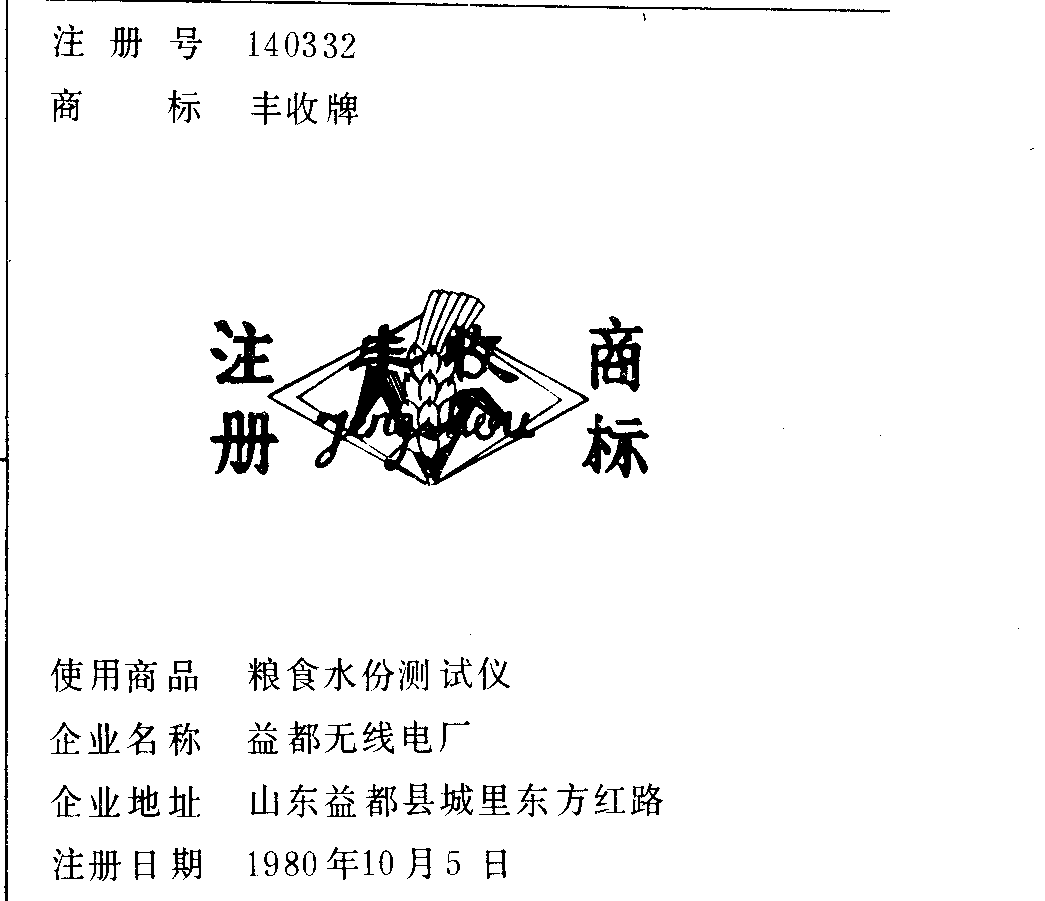 注册号 140332
商标 丰收牌
注 丰收 商
册 标
使用商品 粮食水份测试仪
企业名称 益都无线电厂
企业地址 山东益都县城里东方红路
注册日期 1980年10月5日